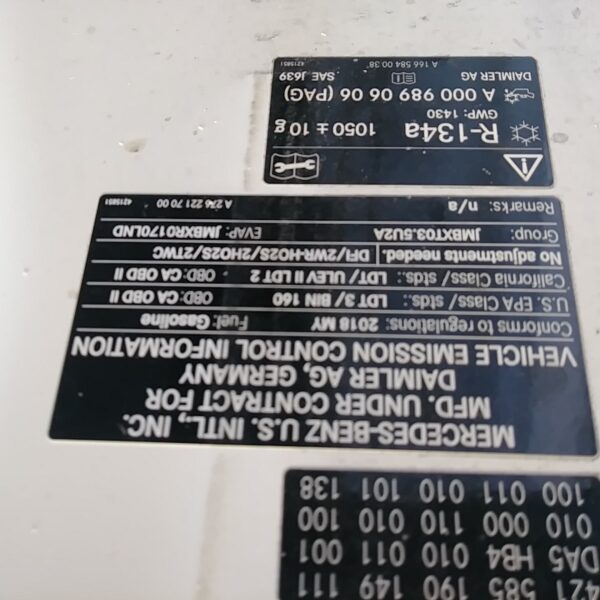 421 585 190 149 111
DA5 HB4 010 011 001
010 000 110 010 100
100 011 010 101 138
MERCEDES-BENZ U.S. INTL., INC.
MFD. UNDER CONTRACT FOR
DAIMLER AG, GERMANY
VEHICLE EMISSION CONTROL INFORMATION
Conforms to regulations: 2018 MY Fuel: Gasoline
U.S. EPA Class/ stds.: LDT 3/ BIN 160 OBD: CA OBD II
California Class/ stds.: LDT/ ULEV II LDT 2 OBD: CA OBD II
No adjustments needed. DFI/2WR-HO2S/2HO2S/2TWC
Group: JMBXT03.5U2A EVAP: JMBXR0170LND
Remarks: n/a A 276 221 70 00 4215851
R-134a 1050 ± 10 g
GWP: 1430
A 000 989 06 06 (PAG)
DAIMLER AG SAE J639
A 166 584 00 38 4215851